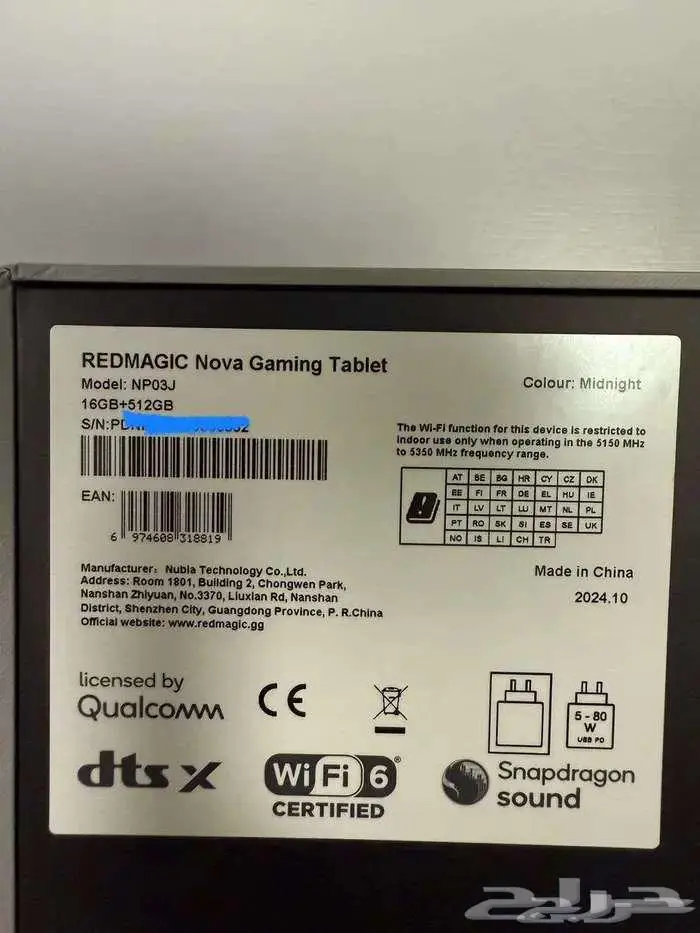 REDMAGIC Nova Gaming Tablet
Model: NP03J
16GB+512GB
S/N:
Colour: Midnight
The Wi-Fi function for this device is restricted to
indoor use only when operating in the 5150 MHz
to 5350 MHz frequency range.
AT BE BG HR CY CZ DK
EE FI FR DE EL HU IE
IT LV LT LU MT NL PL
PT RO SK SI ES SE UK
NO IS LI CH TR
EAN:
6 974608 318819
Manufacturer: Nubia Technology Co.,Ltd.
Address: Room 1801, Building 2, Chongwen Park,
Nanshan Zhiyuan, No.3370, Liuxian Rd, Nanshan
District, Shenzhen City, Guangdong Province, P. R.China
Official website: www.redmagic.gg
Made in China
2024.10
licensed by
Qualcomm
CE
5 - 80
W
USB PD
dts X
Wi Fi 6®
CERTIFIED
Snapdragon
sound
حراج